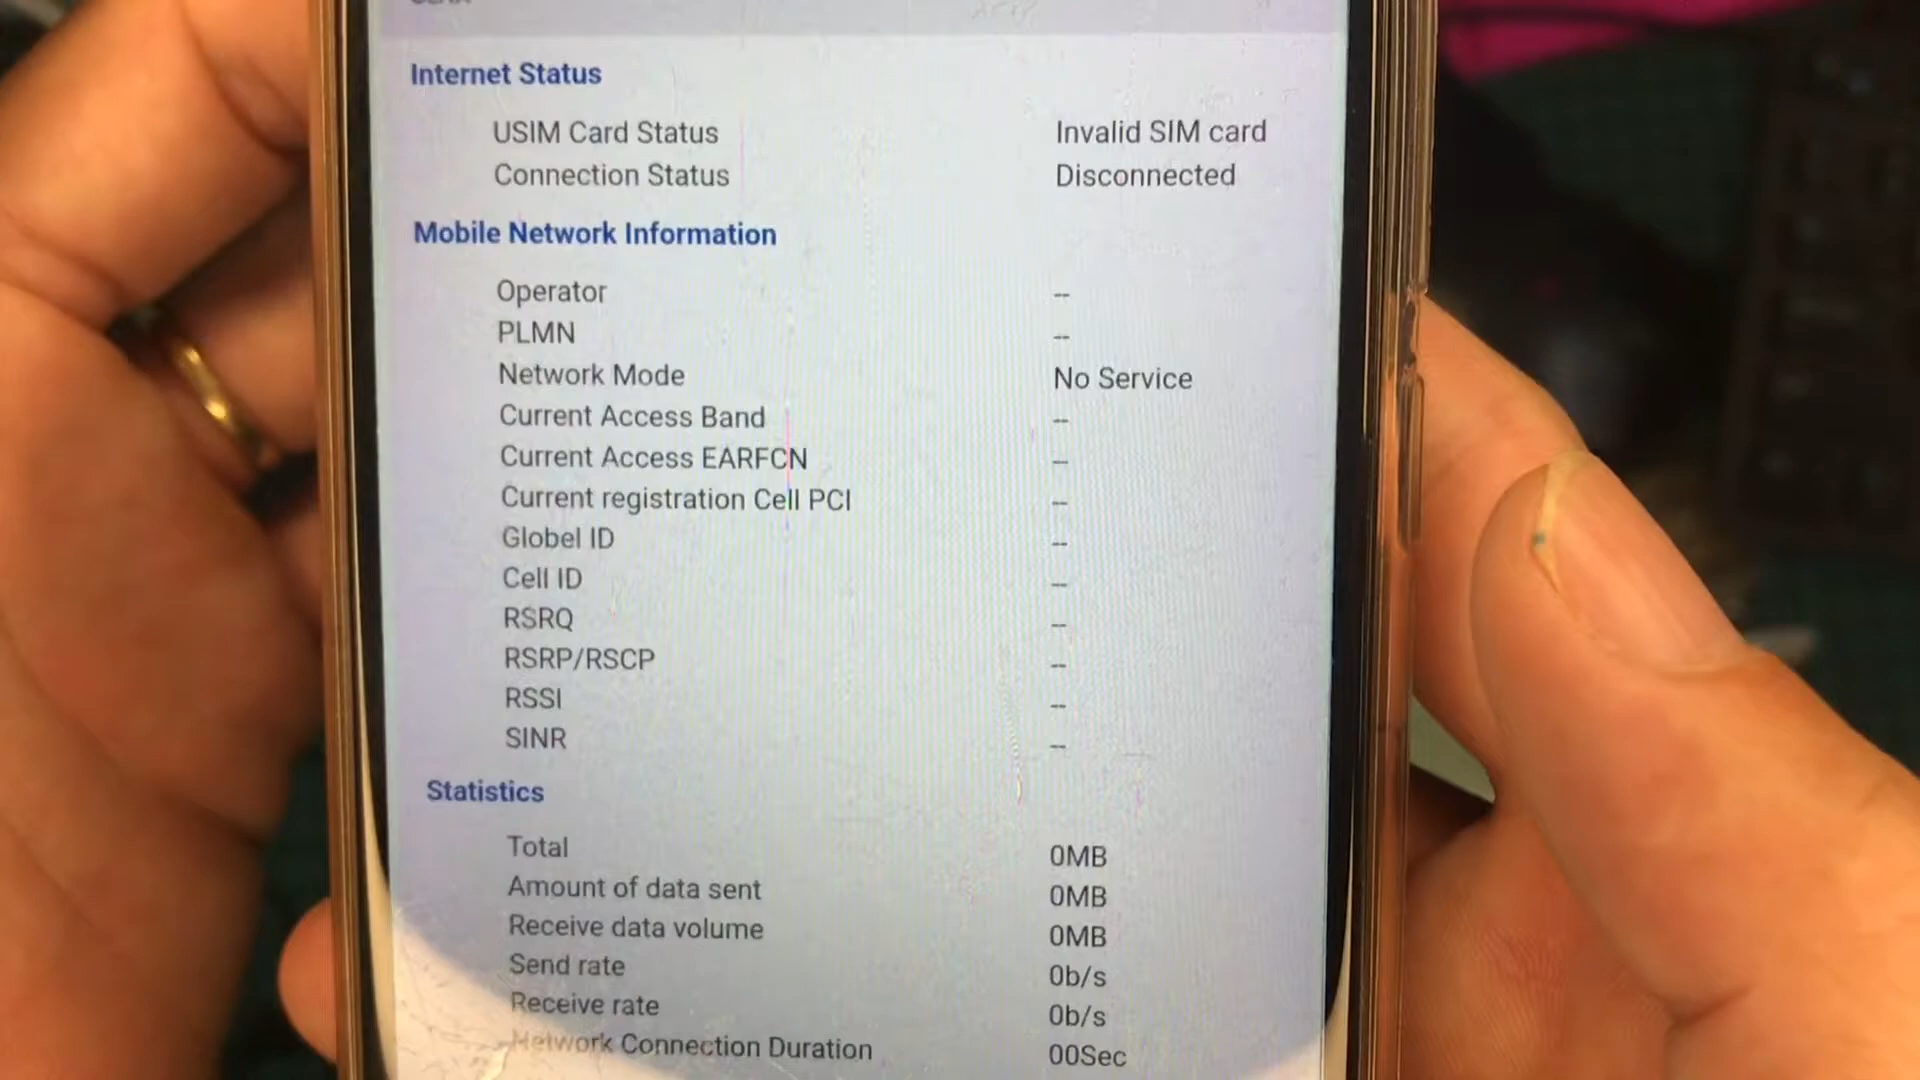 Internet Status
USIM Card Status Invalid SIM card
Connection Status Disconnected
Mobile Network Information
Operator --
PLMN --
Network Mode No Service
Current Access Band --
Current Access EARFCN --
Current registration Cell PCI --
Globel ID --
Cell ID --
RSRQ --
RSRP/RSCP --
RSSI --
SINR --
Statistics
Total 0MB
Amount of data sent 0MB
Receive data volume 0MB
Send rate 0b/s
Receive rate 0b/s
Network Connection Duration 00Sec